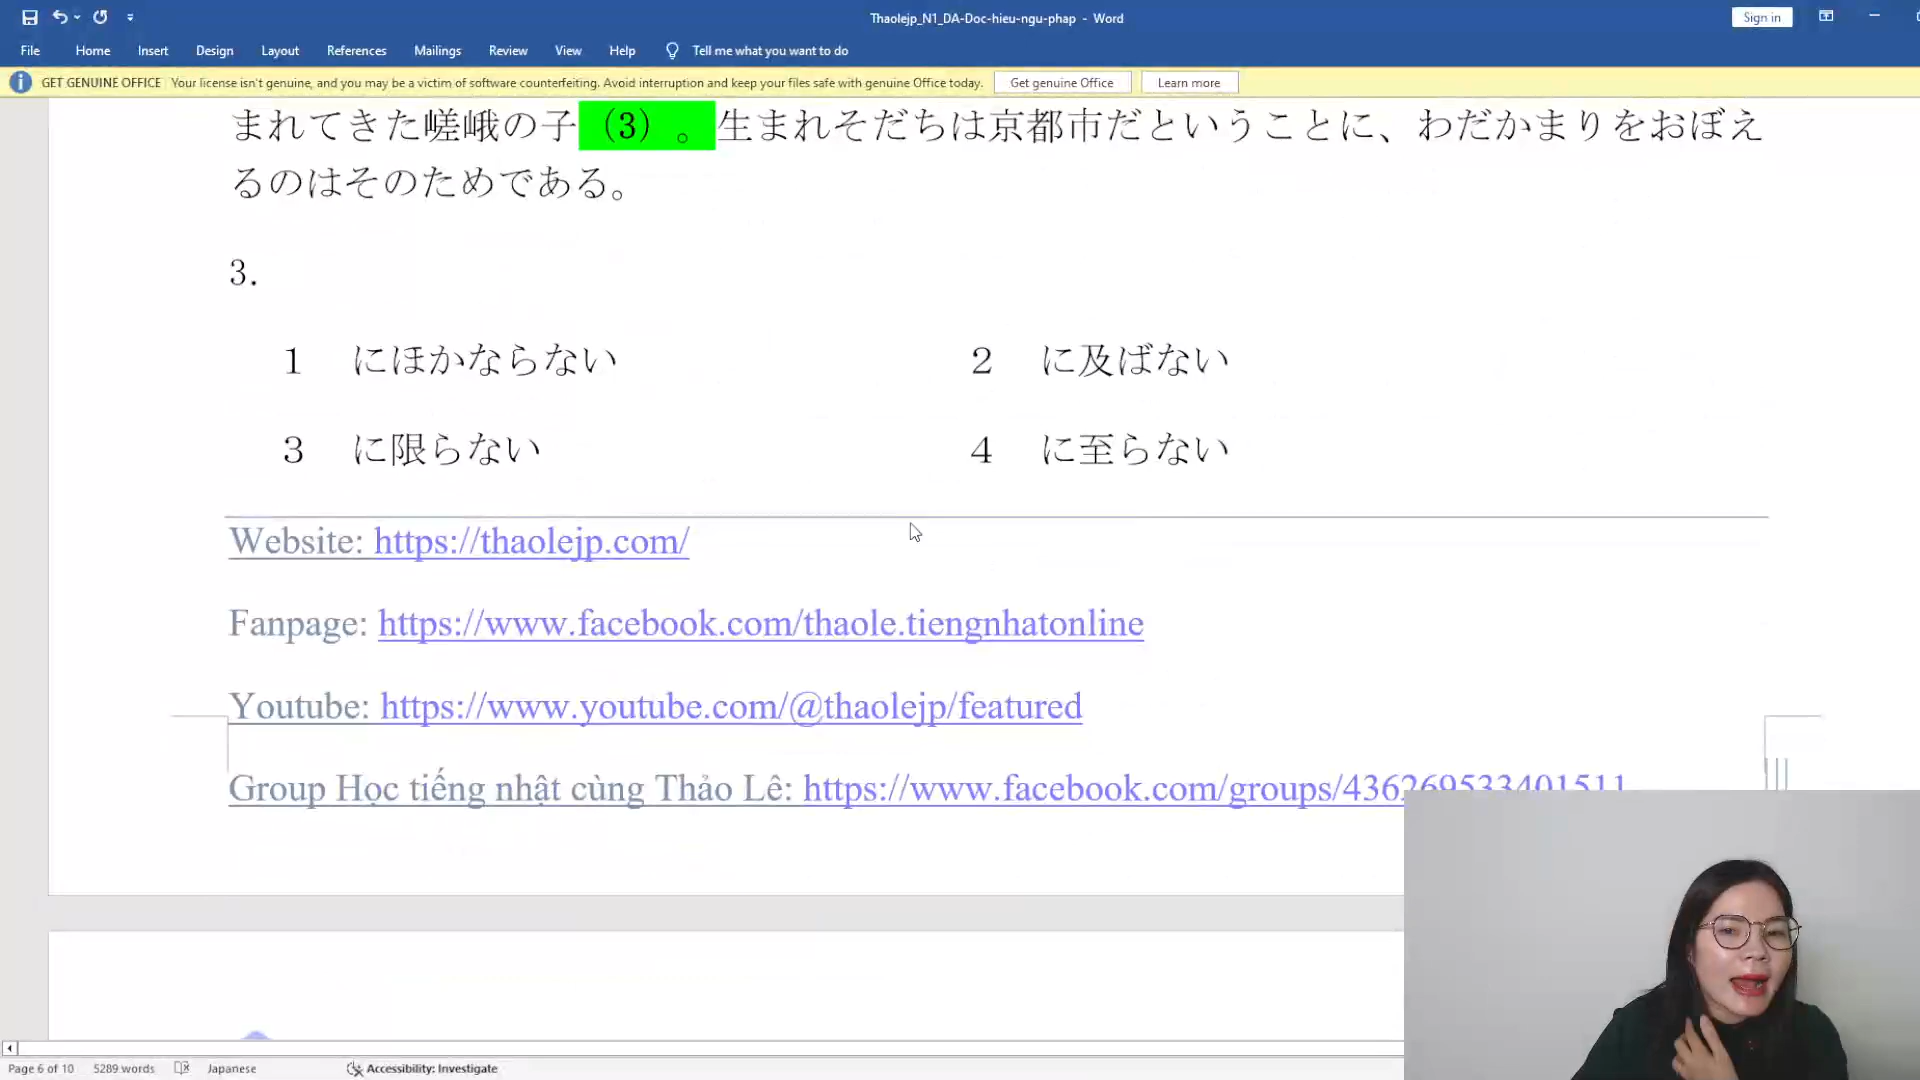 Thaolejp_N1_DA-Doc-hieu-ngu-phap - Word
Sign in
File Home Insert Design Layout References Mailings Review View Help Tell me what you want to do
GET GENUINE OFFICE Your license isn't genuine, and you may be a victim of software counterfeiting. Avoid interruption and keep your files safe with genuine Office today. Get genuine Office Learn more
まれてきた嵯峨の子（3）。生まれそだちは京都市だということに、わだかまりをおぼえ
るのはそのためである。
3.
1 にほかならない 2 に及ばない
3 に限らない 4 に至らない
Website: https://thaolejp.com/
Fanpage: https://www.facebook.com/thaole.tiengnhatonline
Youtube: https://www.youtube.com/@thaolejp/featured
Group Học tiếng nhật cùng Thảo Lê: https://www.facebook.com/groups/436269533401511
Page 6 of 10 5289 words Japanese Accessibility: Investigate